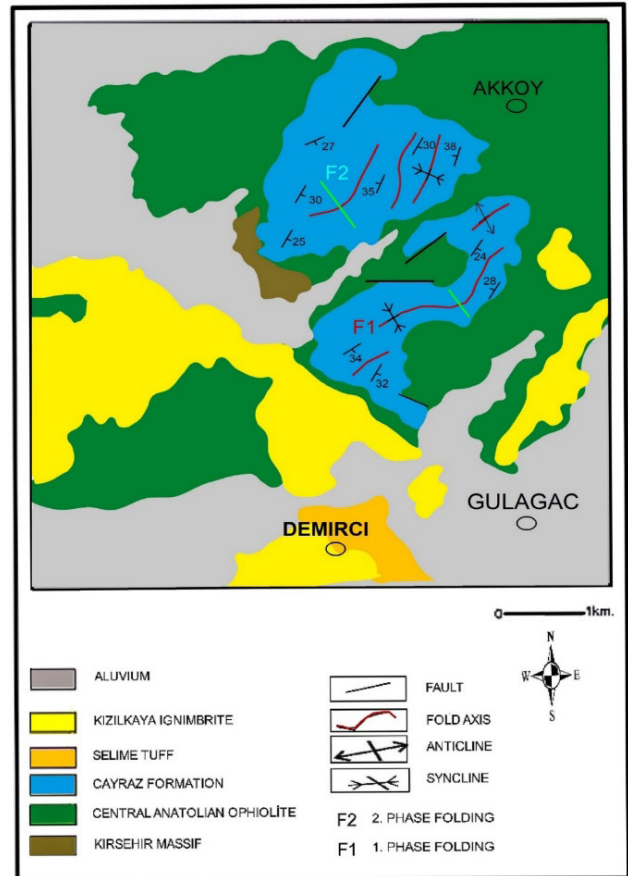 AKKOY
27
30
38
F2
35
30
25
24
28
F1
34
32
GULAGAC
DEMIRCI
0 1km.
N
W E
S
ALUVIUM
KIZILKAYA IGNIMBRITE
SELIME TUFF
CAYRAZ FORMATION
CENTRAL ANATOLIAN OPHIOLİTE
KIRSEHIR MASSIF
FAULT
FOLD AXIS
ANTICLINE
SYNCLINE
F2 2. PHASE FOLDING
F1 1. PHASE FOLDING